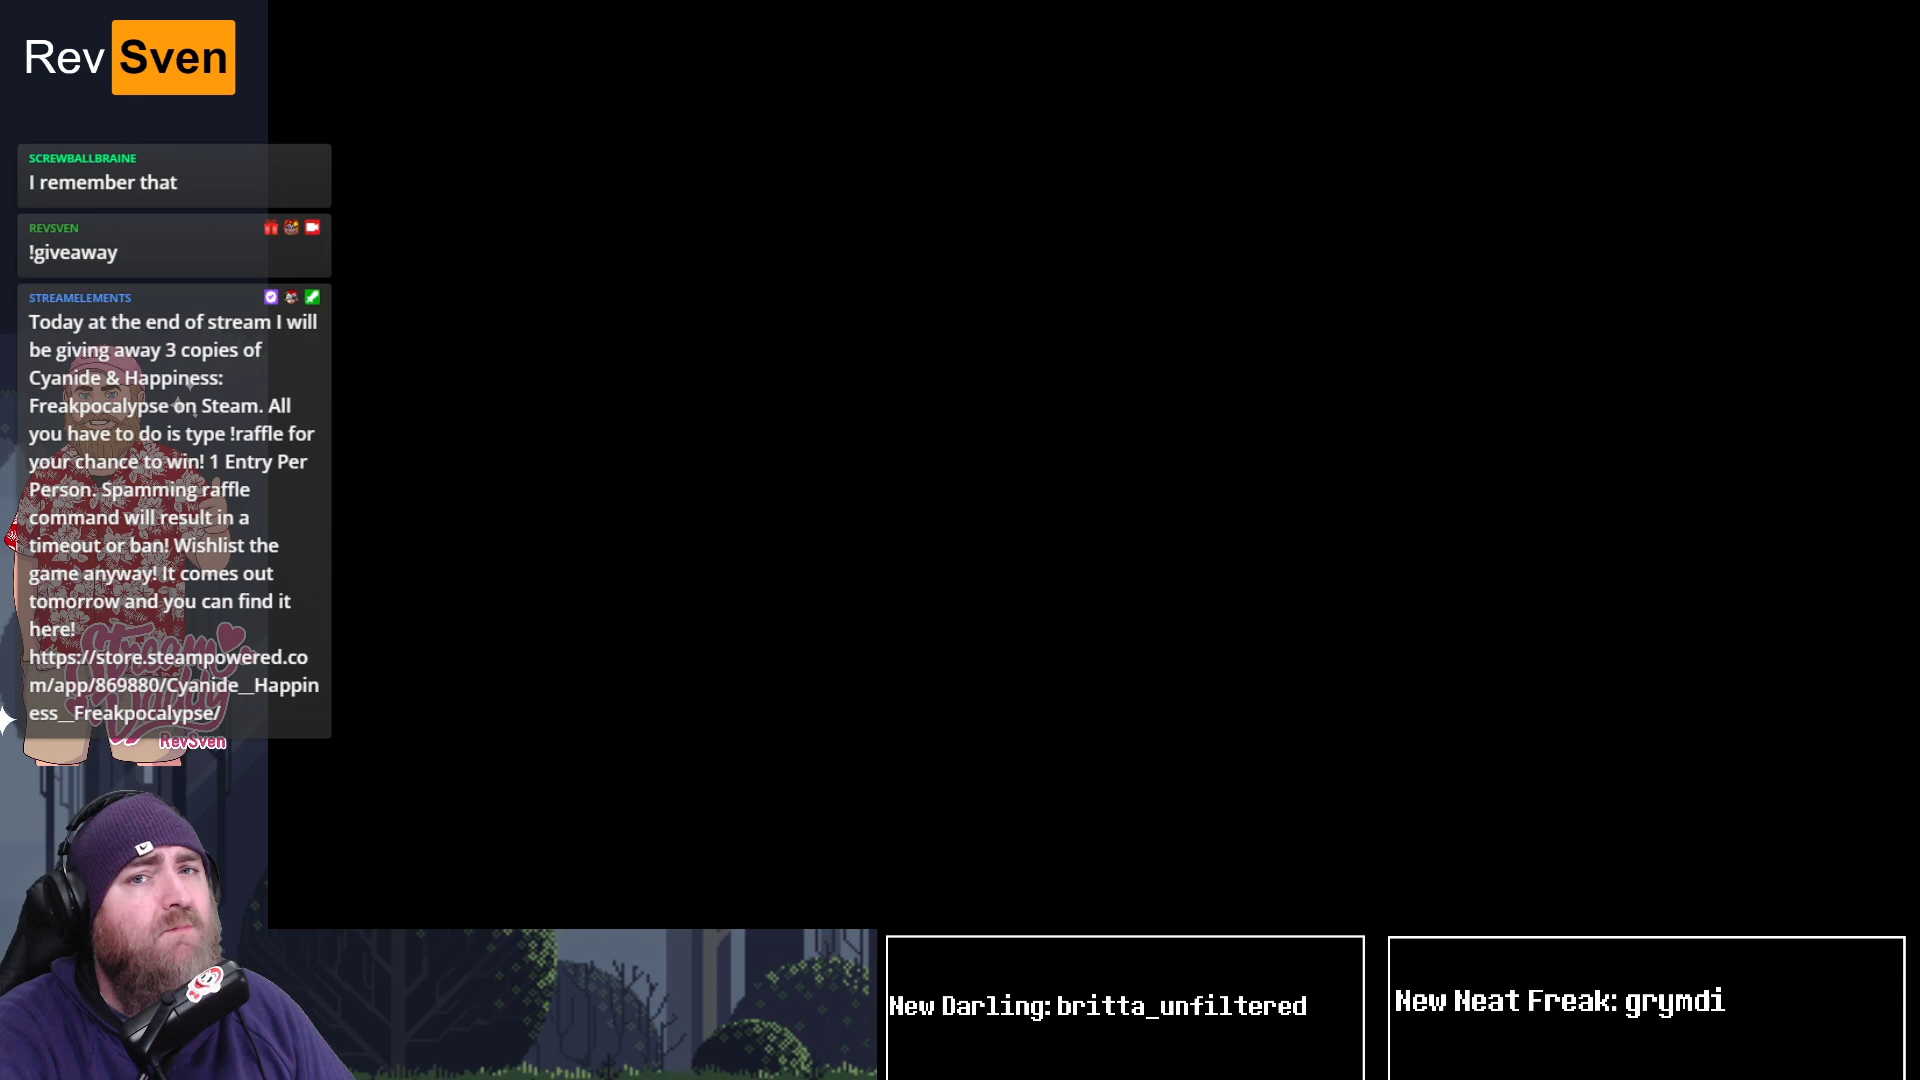 Rev Sven
SCREWBALLBRAINE
I remember that
REVSVEN
!giveaway
STREAMELEMENTS
Today at the end of stream I will
be giving away 3 copies of
Cyanide & Happiness:
Freakpocalypse on Steam. All
you have to do is type !raffle for
your chance to win! 1 Entry Per
Person. Spamming raffle
command will result in a
timeout or ban! Wishlist the
game anyway! It comes out
tomorrow and you can find it
here!
https://store.steampowered.co
m/app/869880/Cyanide__Happin
ess__Freakpocalypse/
Stream
Daddy
RevSven
New Darling: britta_unfiltered
New Neat Freak: grymdi